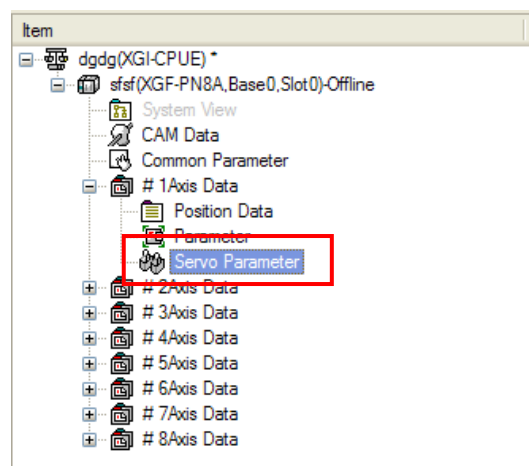 Item
dgdg(XGI-CPUE) *
sfsf(XGF-PN8A,Base0,Slot0)-Offline
System View
CAM Data
Common Parameter
# 1Axis Data
Position Data
Parameter
Servo Parameter
# 2Axis Data
# 3Axis Data
# 4Axis Data
# 5Axis Data
# 6Axis Data
# 7Axis Data
# 8Axis Data